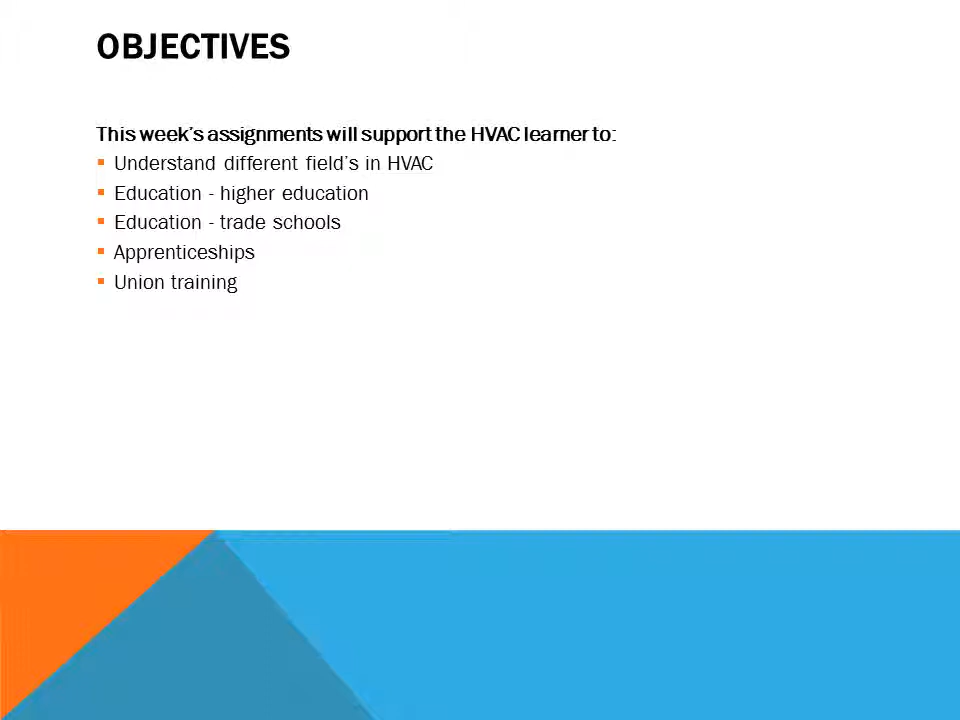 OBJECTIVES
This week's assignments will support the HVAC learner to:
▪ Understand different field's in HVAC
▪ Education - higher education
▪ Education - trade schools
▪ Apprenticeships
▪ Union training